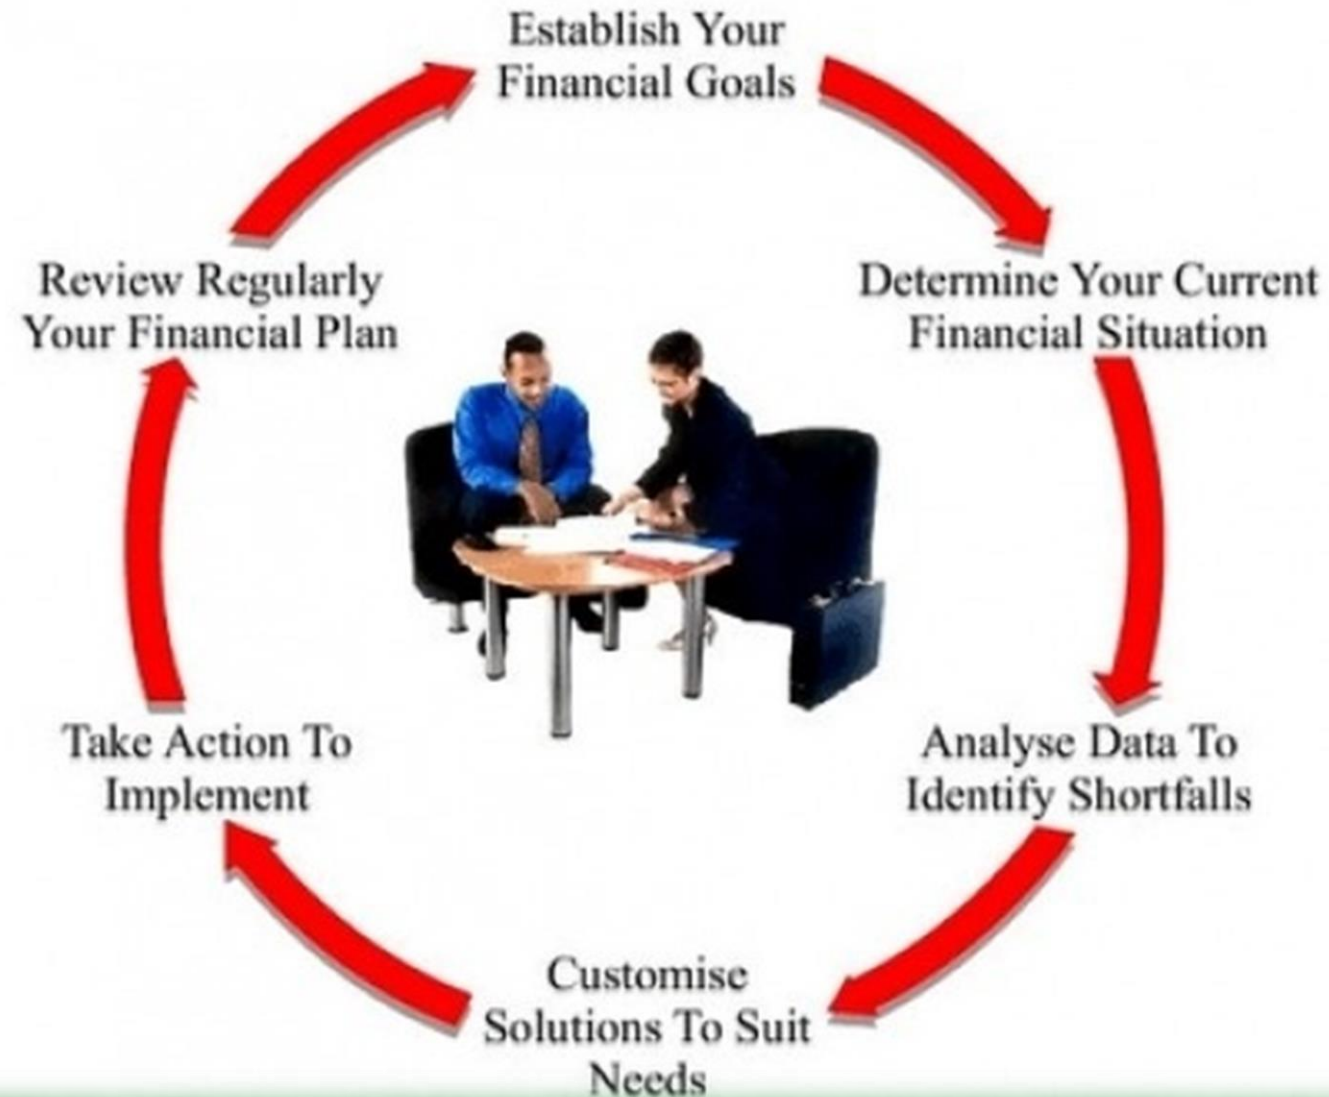 Establish Your
Financial Goals
Determine Your Current
Financial Situation
Analyse Data To
Identify Shortfalls
Customise
Solutions To Suit
Needs
Take Action To
Implement
Review Regularly
Your Financial Plan